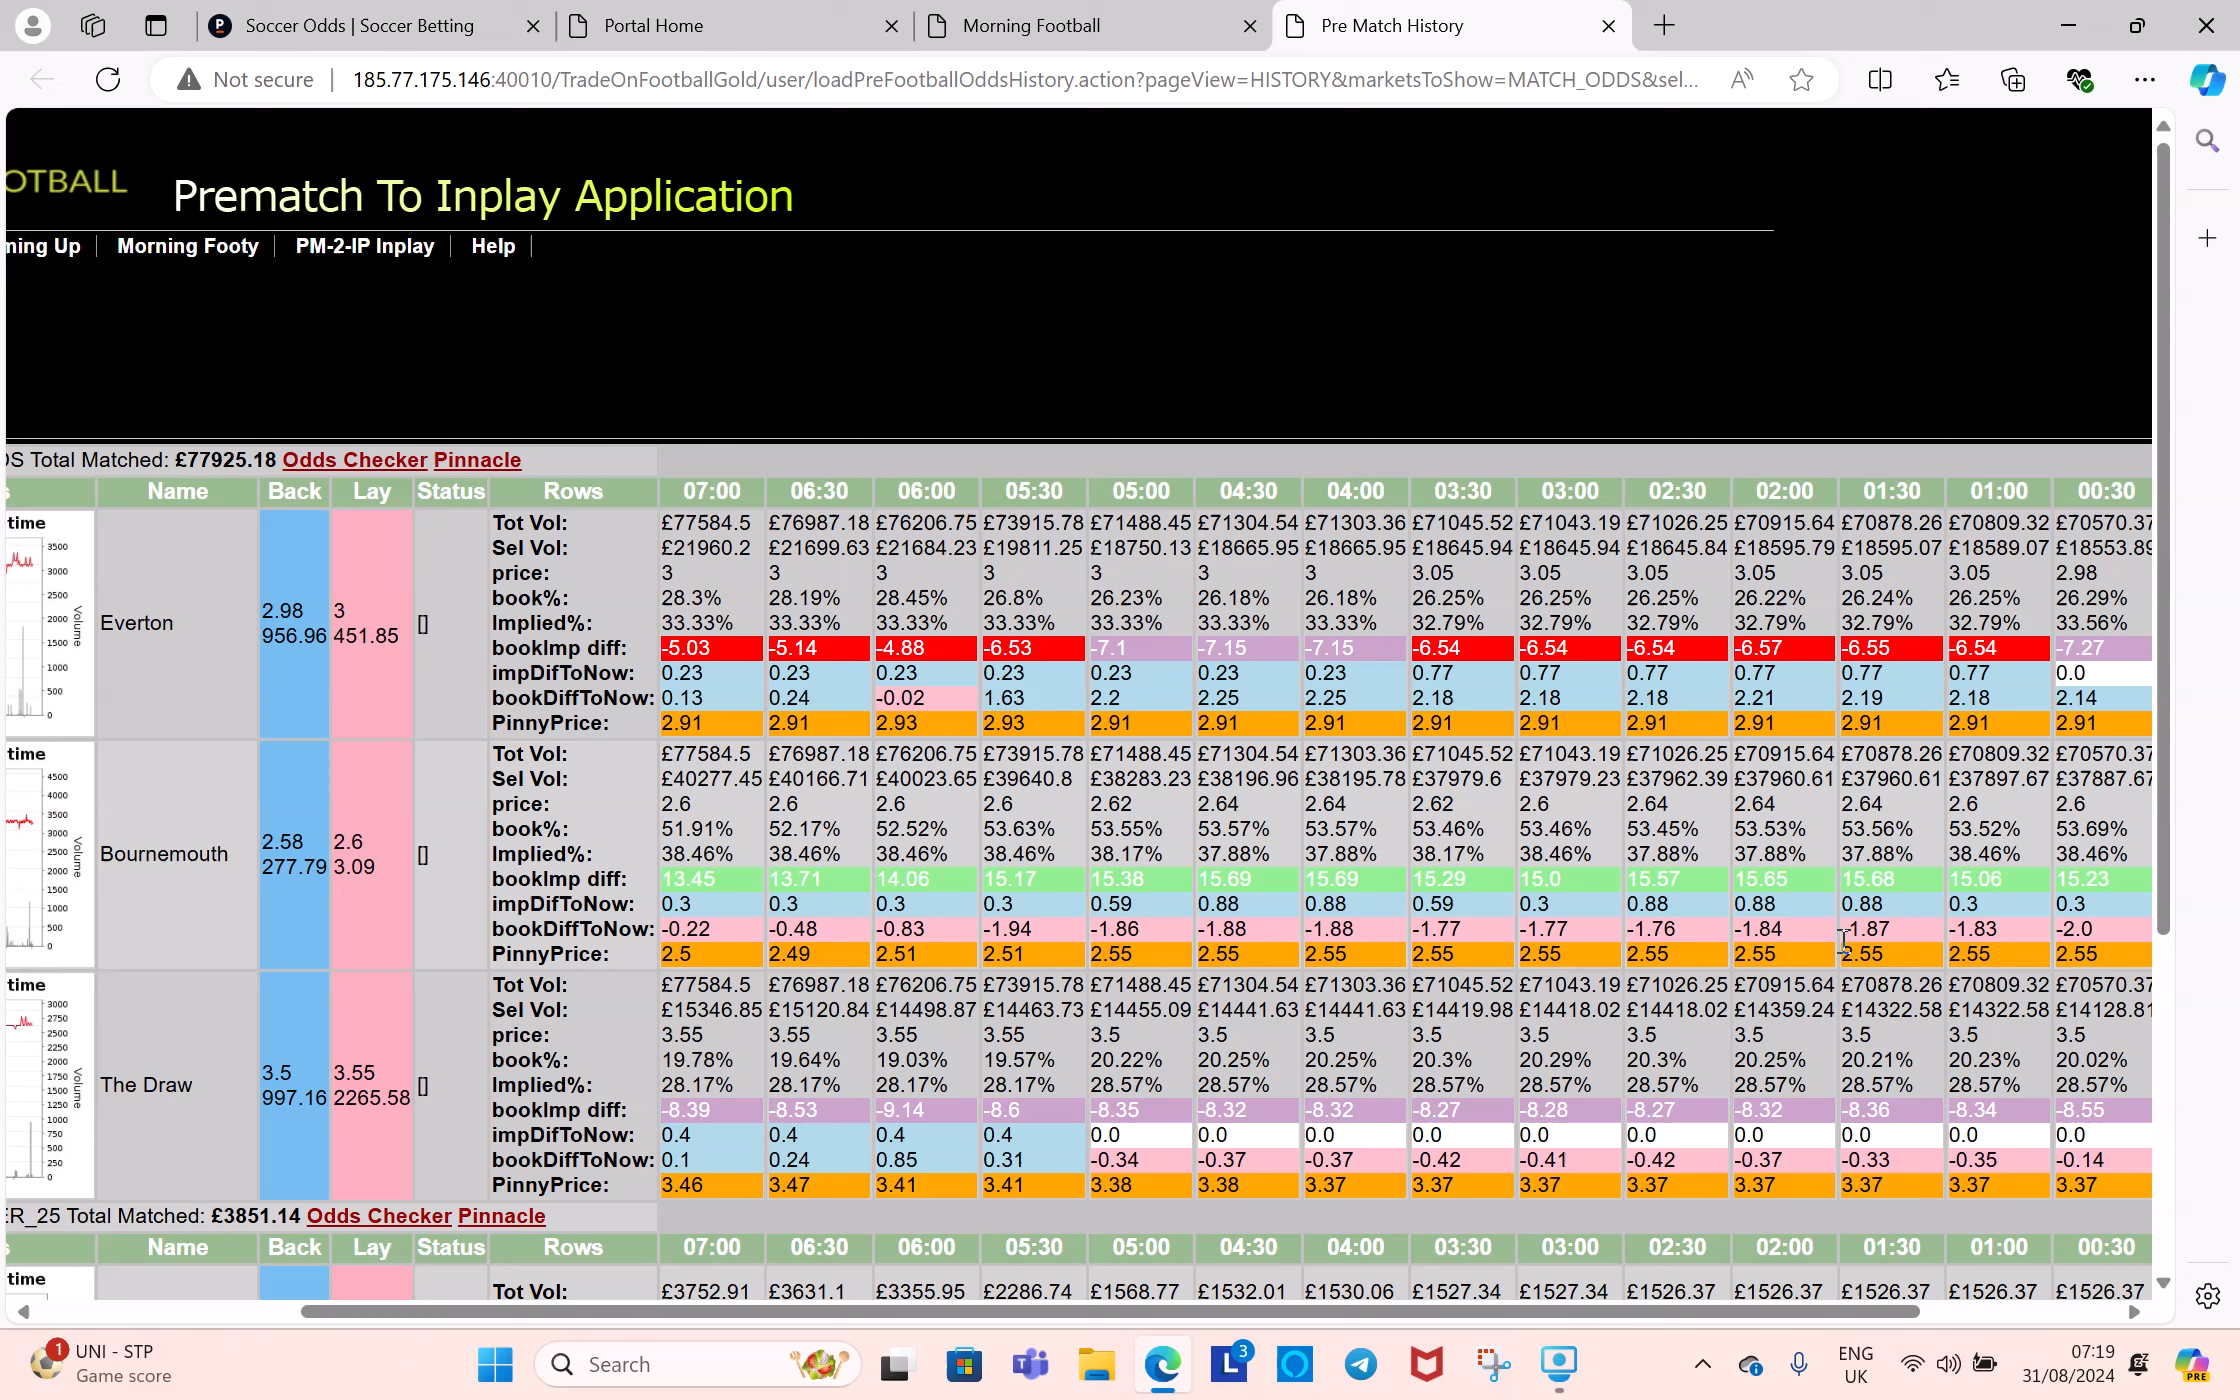 Soccer Odds | Soccer Betting
Portal Home
Morning Football
Pre Match History
Not secure
185.77.175.146:40010/TradeOnFootballGold/user/loadPreFootballOddsHistory.action?pageView=HISTORY&marketsToShow=MATCH_ODDS&sel...
OTBALL
Prematch To Inplay Application
ming Up | Morning Footy | PM-2-IP Inplay | Help |
DS Total Matched: £77925.18 Odds Checker Pinnacle
s Name Back Lay Status Rows 07:00 06:30 06:00 05:30 05:00 04:30 04:00 03:30 03:00 02:30 02:00 01:30 01:00 00:30
time
3500
3000
2500
2000
1500
1000
500
0
Volume
Everton
2.98
956.96
3
451.85
[]
Tot Vol: £77584.5 £76987.18 £76206.75 £73915.78 £71488.45 £71304.54 £71303.36 £71045.52 £71043.19 £71026.25 £70915.64 £70878.26 £70809.32 £70570.37
Sel Vol: £21960.2 £21699.63 £21684.23 £19811.25 £18750.13 £18665.95 £18665.95 £18645.94 £18645.94 £18645.84 £18595.79 £18595.07 £18589.07 £18553.89
price: 3 3 3 3 3 3 3 3.05 3.05 3.05 3.05 3.05 3.05 2.98
book%: 28.3% 28.19% 28.45% 26.8% 26.23% 26.18% 26.18% 26.25% 26.25% 26.25% 26.22% 26.24% 26.25% 26.29%
Implied%: 33.33% 33.33% 33.33% 33.33% 33.33% 33.33% 33.33% 32.79% 32.79% 32.79% 32.79% 32.79% 32.79% 33.56%
bookImp diff: -5.03 -5.14 -4.88 -6.53 -7.1 -7.15 -7.15 -6.54 -6.54 -6.54 -6.57 -6.55 -6.54 -7.27
impDifToNow: 0.23 0.23 0.23 0.23 0.23 0.23 0.23 0.77 0.77 0.77 0.77 0.77 0.77 0.0
bookDiffToNow: 0.13 0.24 -0.02 1.63 2.2 2.25 2.25 2.18 2.18 2.18 2.21 2.19 2.18 2.14
PinnyPrice: 2.91 2.91 2.93 2.93 2.91 2.91 2.91 2.91 2.91 2.91 2.91 2.91 2.91 2.91
time
4500
4000
3500
3000
2500
2000
1500
1000
500
0
Volume
Bournemouth
2.58
277.79
2.6
3.09
[]
Tot Vol: £77584.5 £76987.18 £76206.75 £73915.78 £71488.45 £71304.54 £71303.36 £71045.52 £71043.19 £71026.25 £70915.64 £70878.26 £70809.32 £70570.37
Sel Vol: £40277.45 £40166.71 £40023.65 £39640.8 £38283.23 £38196.96 £38195.78 £37979.6 £37979.23 £37962.39 £37960.61 £37960.61 £37897.67 £37887.67
price: 2.6 2.6 2.6 2.6 2.62 2.64 2.64 2.62 2.6 2.64 2.64 2.64 2.6 2.6
book%: 51.91% 52.17% 52.52% 53.63% 53.55% 53.57% 53.57% 53.46% 53.46% 53.45% 53.53% 53.56% 53.52% 53.69%
Implied%: 38.46% 38.46% 38.46% 38.46% 38.17% 37.88% 37.88% 38.17% 38.46% 37.88% 37.88% 37.88% 38.46% 38.46%
bookImp diff: 13.45 13.71 14.06 15.17 15.38 15.69 15.69 15.29 15.0 15.57 15.65 15.68 15.06 15.23
impDifToNow: 0.3 0.3 0.3 0.3 0.59 0.88 0.88 0.59 0.3 0.88 0.88 0.88 0.3 0.3
bookDiffToNow: -0.22 -0.48 -0.83 -1.94 -1.86 -1.88 -1.88 -1.77 -1.77 -1.76 -1.84 -1.87 -1.83 -2.0
PinnyPrice: 2.5 2.49 2.51 2.51 2.55 2.55 2.55 2.55 2.55 2.55 2.55 2.55 2.55 2.55
time
3000
2750
2500
2250
2000
1750
1500
1250
1000
750
500
250
0
Volume
The Draw
3.5
997.16
3.55
2265.58
[]
Tot Vol: £77584.5 £76987.18 £76206.75 £73915.78 £71488.45 £71304.54 £71303.36 £71045.52 £71043.19 £71026.25 £70915.64 £70878.26 £70809.32 £70570.37
Sel Vol: £15346.85 £15120.84 £14498.87 £14463.73 £14455.09 £14441.63 £14441.63 £14419.98 £14418.02 £14418.02 £14359.24 £14322.58 £14322.58 £14128.81
price: 3.55 3.55 3.55 3.55 3.5 3.5 3.5 3.5 3.5 3.5 3.5 3.5 3.5 3.5
book%: 19.78% 19.64% 19.03% 19.57% 20.22% 20.25% 20.25% 20.3% 20.29% 20.3% 20.25% 20.21% 20.23% 20.02%
Implied%: 28.17% 28.17% 28.17% 28.17% 28.57% 28.57% 28.57% 28.57% 28.57% 28.57% 28.57% 28.57% 28.57% 28.57%
bookImp diff: -8.39 -8.53 -9.14 -8.6 -8.35 -8.32 -8.32 -8.27 -8.28 -8.27 -8.32 -8.36 -8.34 -8.55
impDifToNow: 0.4 0.4 0.4 0.4 0.0 0.0 0.0 0.0 0.0 0.0 0.0 0.0 0.0 0.0
bookDiffToNow: 0.1 0.24 0.85 0.31 -0.34 -0.37 -0.37 -0.42 -0.41 -0.42 -0.37 -0.33 -0.35 -0.14
PinnyPrice: 3.46 3.47 3.41 3.41 3.38 3.38 3.37 3.37 3.37 3.37 3.37 3.37 3.37 3.37
ER_25 Total Matched: £3851.14 Odds Checker Pinnacle
s Name Back Lay Status Rows 07:00 06:30 06:00 05:30 05:00 04:30 04:00 03:30 03:00 02:30 02:00 01:30 01:00 00:30
time
Tot Vol: £3752.91 £3631.1 £3355.95 £2286.74 £1568.77 £1532.01 £1530.06 £1527.34 £1527.34 £1526.37 £1526.37 £1526.37 £1526.37 £1526.37
1
UNI - STP
Game score
Search
3
ENG
UK
07:19
31/08/2024
PRE